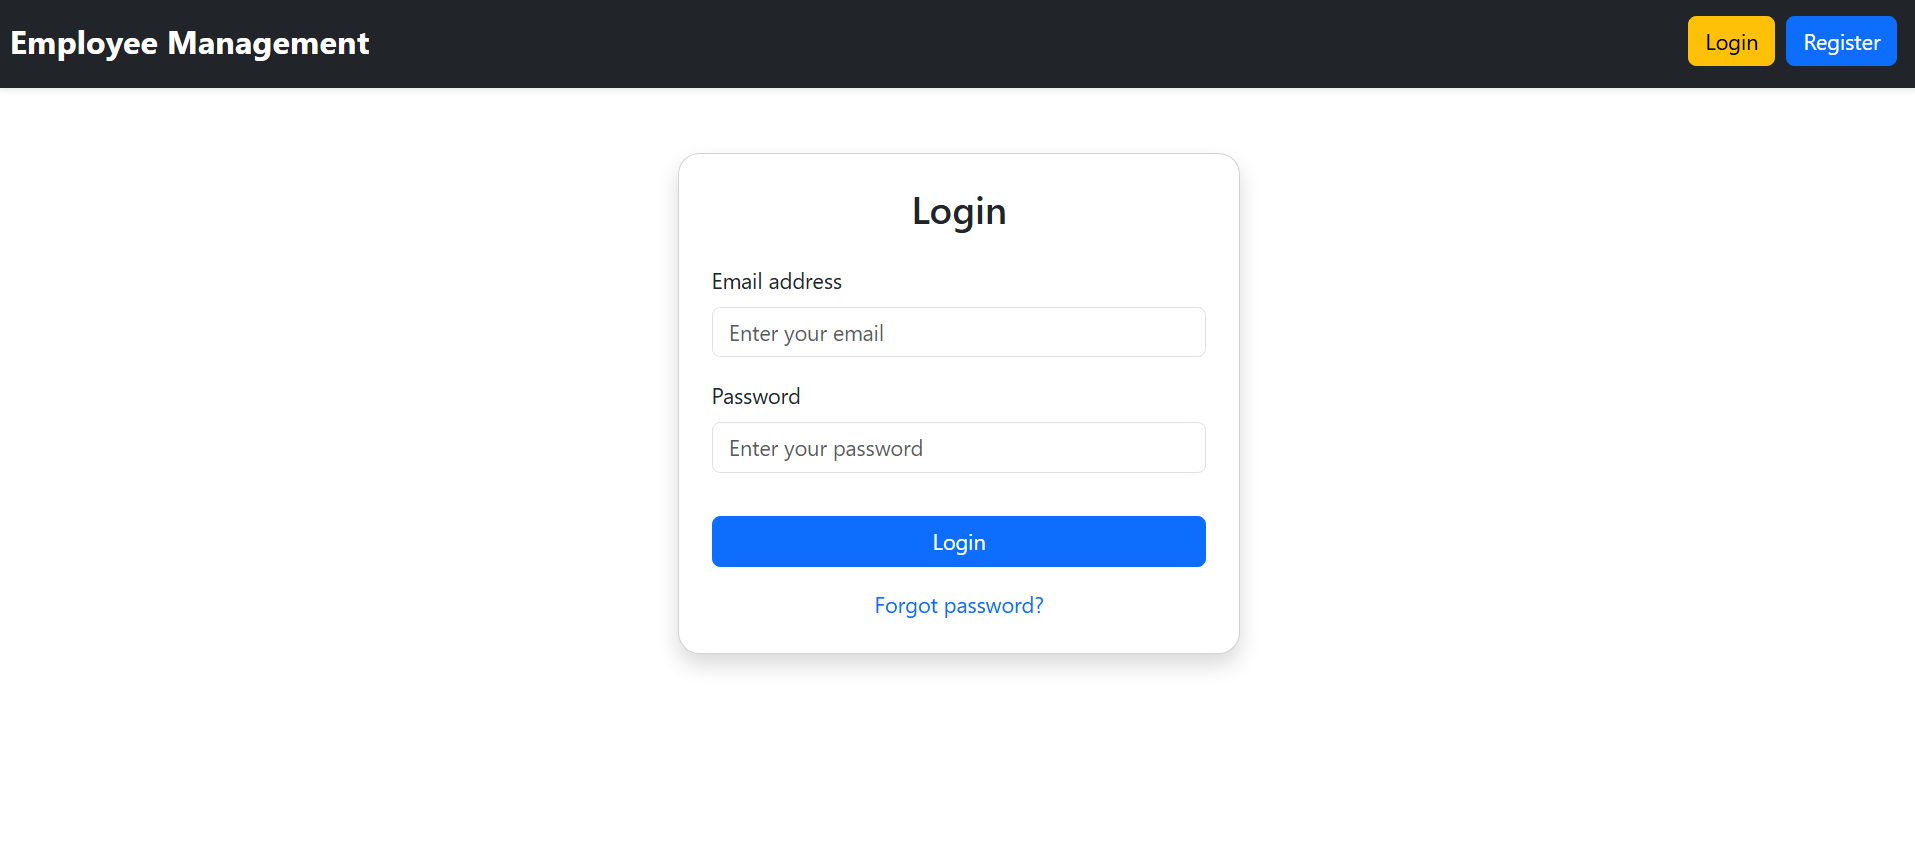 Employee Management
Login
Register
Login
Email address
Enter your email
Password
Enter your password
Login
Forgot password?